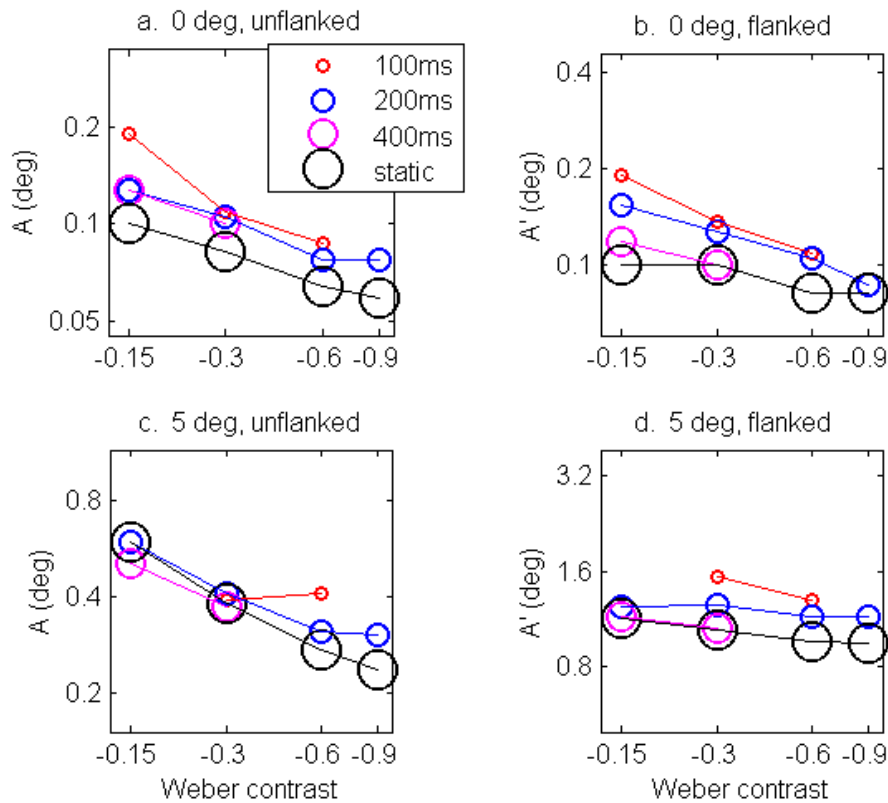 a. 0 deg, unflanked
100ms
200ms
400ms
static
0.2
0.1
0.05
A (deg)
-0.15 -0.3 -0.6 -0.9
b. 0 deg, flanked
0.4
0.2
0.1
A' (deg)
-0.15 -0.3 -0.6 -0.9
c. 5 deg, unflanked
0.8
0.4
0.2
A (deg)
-0.15 -0.3 -0.6 -0.9
Weber contrast
d. 5 deg, flanked
3.2
1.6
0.8
A' (deg)
-0.15 -0.3 -0.6 -0.9
Weber contrast